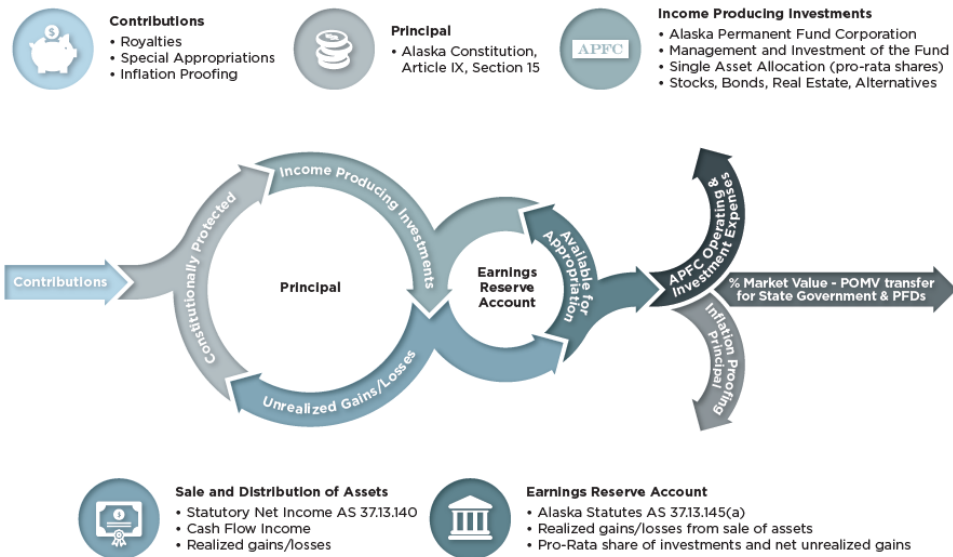 Contributions
• Royalties
• Special Appropriations
• Inflation Proofing
Principal
• Alaska Constitution,
Article IX, Section 15
APFC
Income Producing Investments
• Alaska Permanent Fund Corporation
• Management and Investment of the Fund
• Single Asset Allocation (pro-rata shares)
• Stocks, Bonds, Real Estate, Alternatives
Contributions
Constitutionally Protected
Income Producing Investments
Principal
Unrealized Gains/Losses
Earnings
Reserve
Account
Available for
Appropriation
APFC Operating &
Investment Expenses
% Market Value - POMV transfer
for State Government & PFDs
Inflation Proofing
Principal
Sale and Distribution of Assets
• Statutory Net Income AS 37.13.140
• Cash Flow Income
• Realized gains/losses
Earnings Reserve Account
• Alaska Statutes AS 37.13.145(a)
• Realized gains/losses from sale of assets
• Pro-Rata share of investments and net unrealized gains